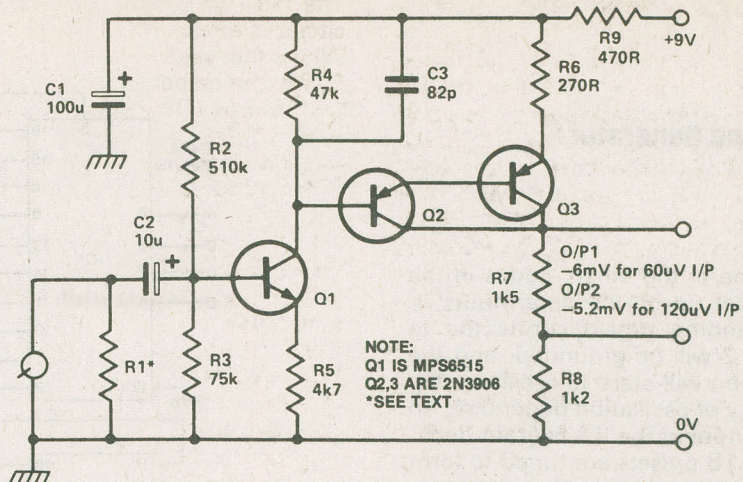 C1
100u
+
R4
47k
C3
82p
R9
470R
+9V
R6
270R
R2
510k
C2
10u
+
Q1
Q2
Q3
R1*
R3
75k
R5
4k7
R7
1k5
O/P1
–6mV for 60uV I/P
O/P2
–5.2mV for 120uV I/P
R8
1k2
NOTE:
Q1 IS MPS6515
Q2,3 ARE 2N3906
*SEE TEXT
0V